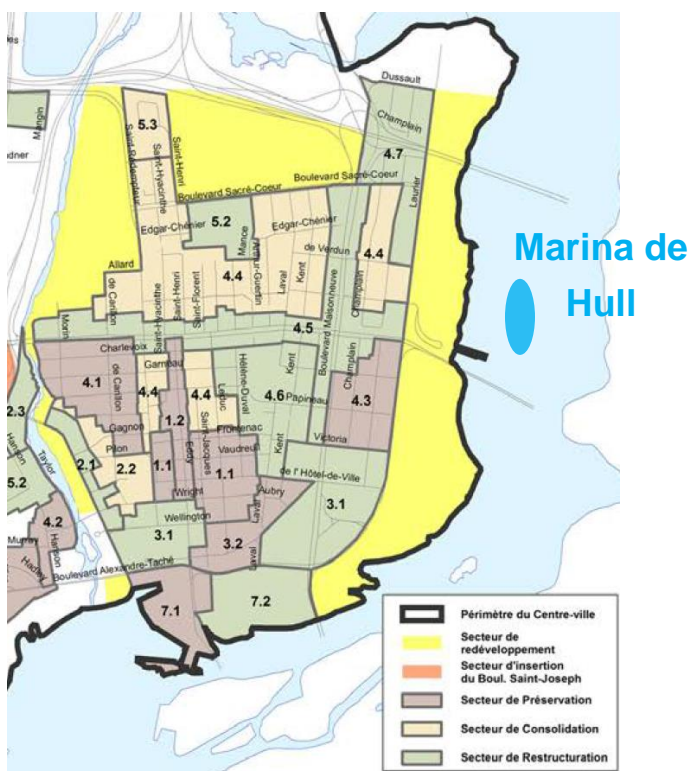 Dussault
Champlain
4.7
Mangin
5.3
Saint-Rédempteur
Saint-Hyacinthe
Saint-Henri
Boulevard Sacré-Coeur
Boulevard Sacré-Coeur
Laurier
Edgar-Chénier
5.2
Mance
Edgar-Chénier
de Verdun
4.4
Marina de
Hull
Allard
de Carillon
4.4
Arthur-Guertin
Laval
Kent
Boulevard Maisonneuve
Champlain
Saint-Hyacinthe
Saint-Henri
Saint-Florent
Morin
4.5
Charlevoix
4.1
de Carillon
Garneau
4.4
4.4
Hélène-Duval
Kent
4.6
Papineau
Champlain
4.3
Leduc
1.2
2.3
Gagnon
Frontenac
Victoria
Saint-Jacques
Eddy
Kent
Hanson
Taylor
2.1
Pilon
2.2
1.1
Vaudreuil
1.1
de l' Hôtel-de-Ville
5.2
Wright
Aubry
Laval
3.1
4.2
Wellington
Murray
Hanson
3.1
3.2
Laval
Hadley
Boulevard Alexandre-Taché
7.1
7.2
Périmètre du Centre-ville
Secteur de
redéveloppement
Secteur d'insertion
du Boul. Saint-Joseph
Secteur de Préservation
Secteur de Consolidation
Secteur de Restructuration